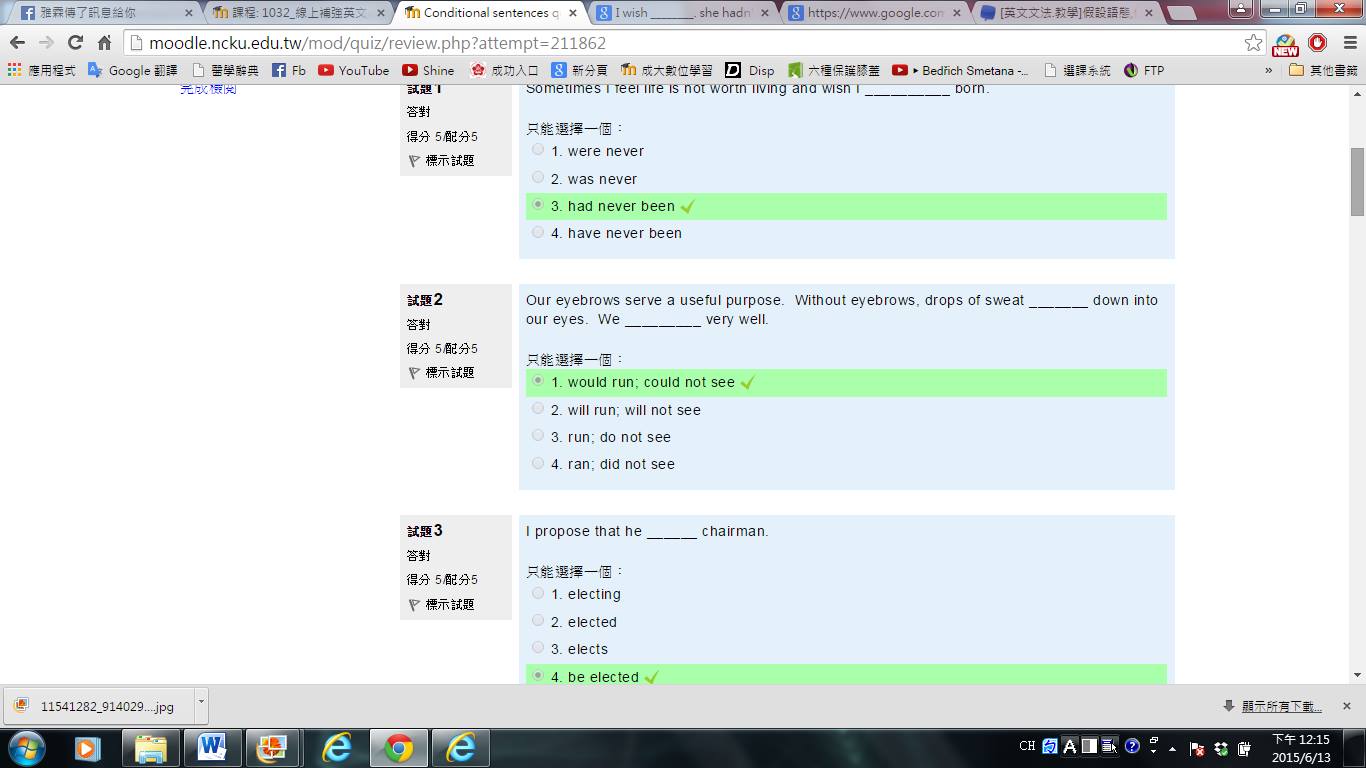 雅霖傳了訊息給你
課程: 1032_線上補強英文
Conditional sentences q
I wish _______. she hadn'
https://www.google.com
[英文文法.教學]假設語態.
moodle.ncku.edu.tw/mod/quiz/review.php?attempt=211862
NEW
應用程式
Google 翻譯
醫學辭典
Fb
YouTube
Shine
成功入口
新分頁
成大數位學習
Disp
六種保護膝蓋
Bedřich Smetana -...
選課系統
FTP
»
其他書籤
完成檢閱
試題1
答對
得分 5/配分5
標示試題
Sometimes I feel life is not worth living and wish I __________ born.
只能選擇一個：
1. were never
2. was never
3. had never been
4. have never been
試題2
答對
得分 5/配分5
標示試題
Our eyebrows serve a useful purpose. Without eyebrows, drops of sweat _______ down into
our eyes. We _________ very well.
只能選擇一個：
1. would run; could not see
2. will run; will not see
3. run; do not see
4. ran; did not see
試題3
答對
得分 5/配分5
標示試題
I propose that he ______ chairman.
只能選擇一個：
1. electing
2. elected
3. elects
4. be elected
11541282_914029....jpg
顯示所有下載...
CH
下午 12:15
2015/6/13